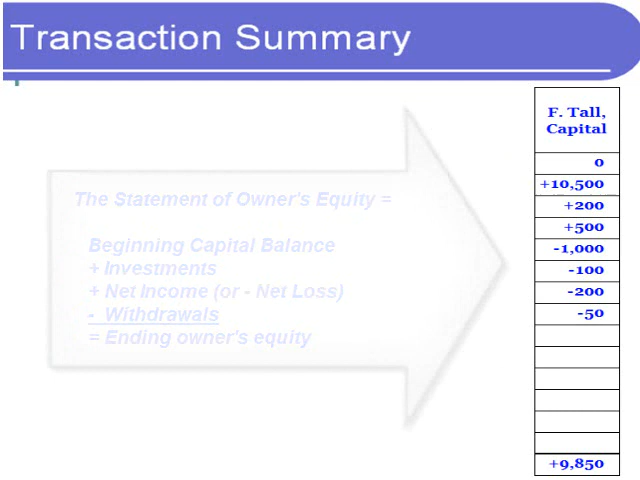 Transaction Summary
F. Tall,
Capital
The Statement of Owner's Equity =
Beginning Capital Balance
+ Investments
+ Net Income (or - Net Loss)
- Withdrawals
= Ending owner's equity
0
+10,500
+200
+500
-1,000
-100
-200
-50
+9,850